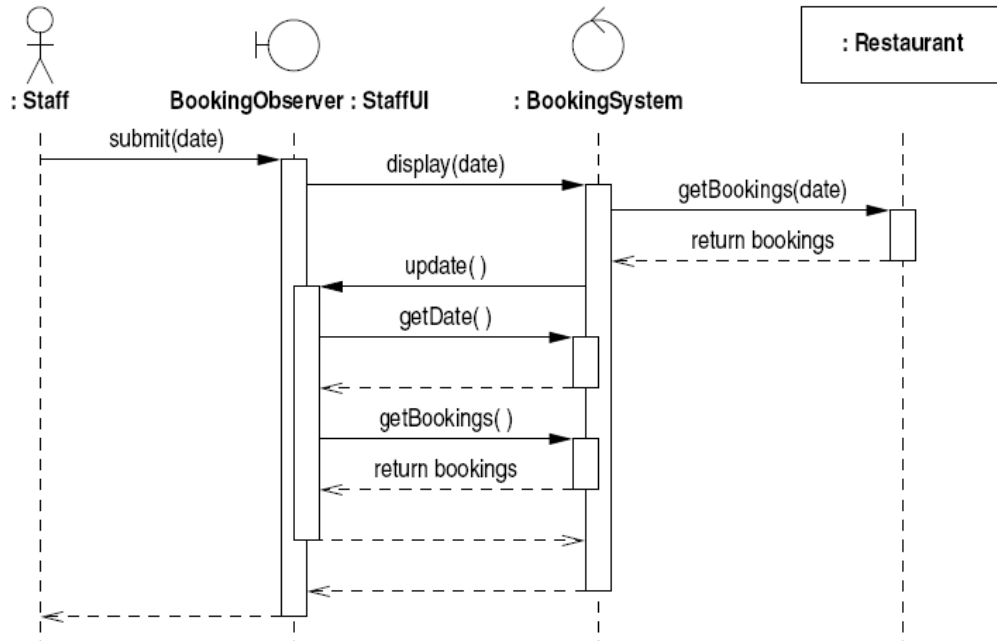 : Restaurant
: Staff
BookingObserver : StaffUI
: BookingSystem
submit(date)
display(date)
getBookings(date)
return bookings
update( )
getDate( )
getBookings( )
return bookings